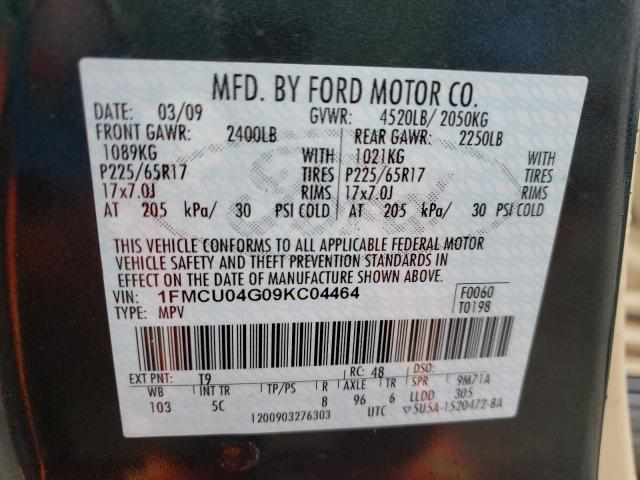 MFD. BY FORD MOTOR CO.
DATE: 03/09 GVWR: 4520LB/ 2050KG
FRONT GAWR: 2400LB REAR GAWR: 2250LB
1089KG WITH 1021KG WITH
P225/65R17 TIRES P225/65R17 TIRES
17x7.0J RIMS 17x7.0J RIMS
AT 205 kPa/ 30 PSI COLD AT 205 kPa/ 30 PSI COLD
THIS VEHICLE CONFORMS TO ALL APPLICABLE FEDERAL MOTOR
VEHICLE SAFETY AND THEFT PREVENTION STANDARDS IN
EFFECT ON THE DATE OF MANUFACTURE SHOWN ABOVE.
VIN: 1FMCU04G09KC04464 F0060
TYPE: MPV T0198
EXT PNT: T9 RC: 48 DSO:
WB INT TR TP/PS R AXLE TR SPR 9M71A
103 5C 8 96 6 LLDD 305
1200903276303 UTC ▽5U5A-1520472-BA